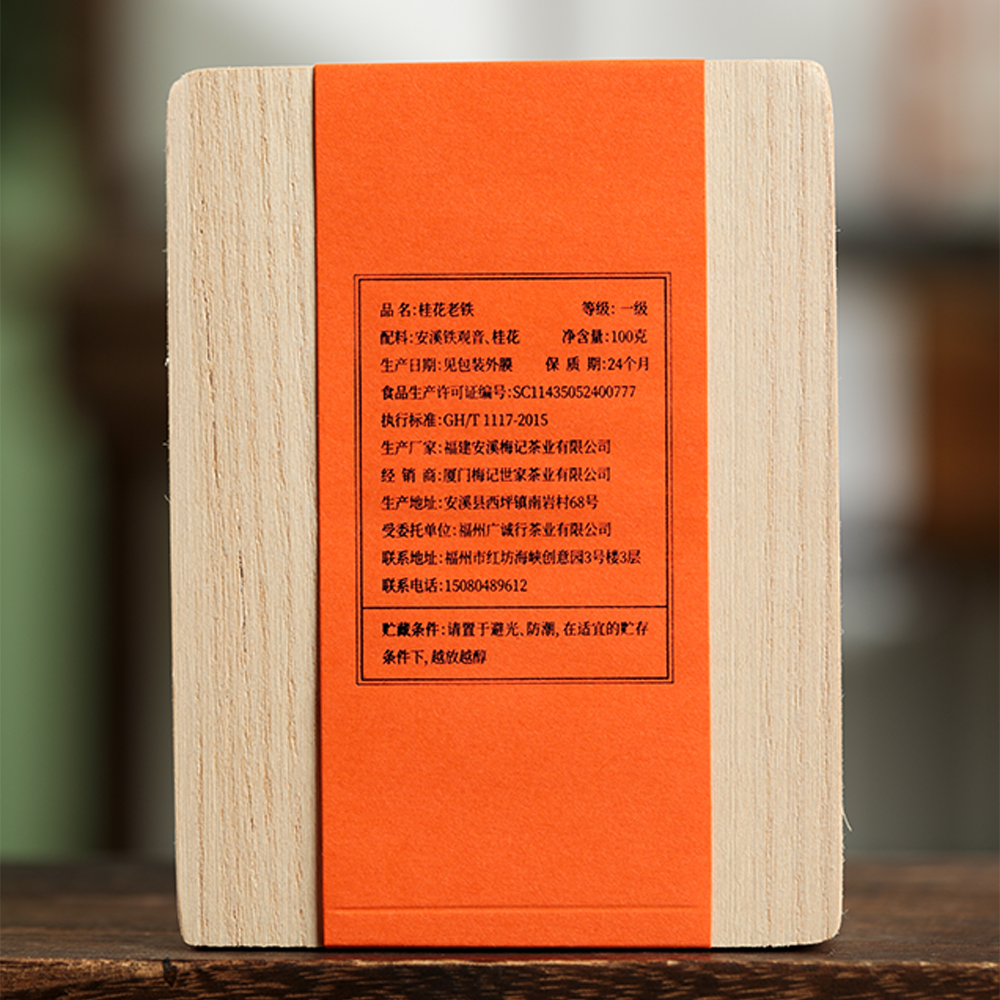 品名:桂花老铁 等级: 一级
配料:安溪铁观音、桂花 净含量:100克
生产日期:见包装外膜 保质期:24个月
食品生产许可证编号:SC11435052400777
执行标准:GH/T 1117-2015
生产厂家:福建安溪梅记茶业有限公司
经销商:厦门梅记世家茶业有限公司
生产地址:安溪县西坪镇南岩村68号
受委托单位:福州广诚行茶业有限公司
联系地址:福州市红坊海峡创意园3号楼3层
联系电话:15080489612
贮藏条件:请置于避光、防潮,在适宜的贮存
条件下,越放越醇